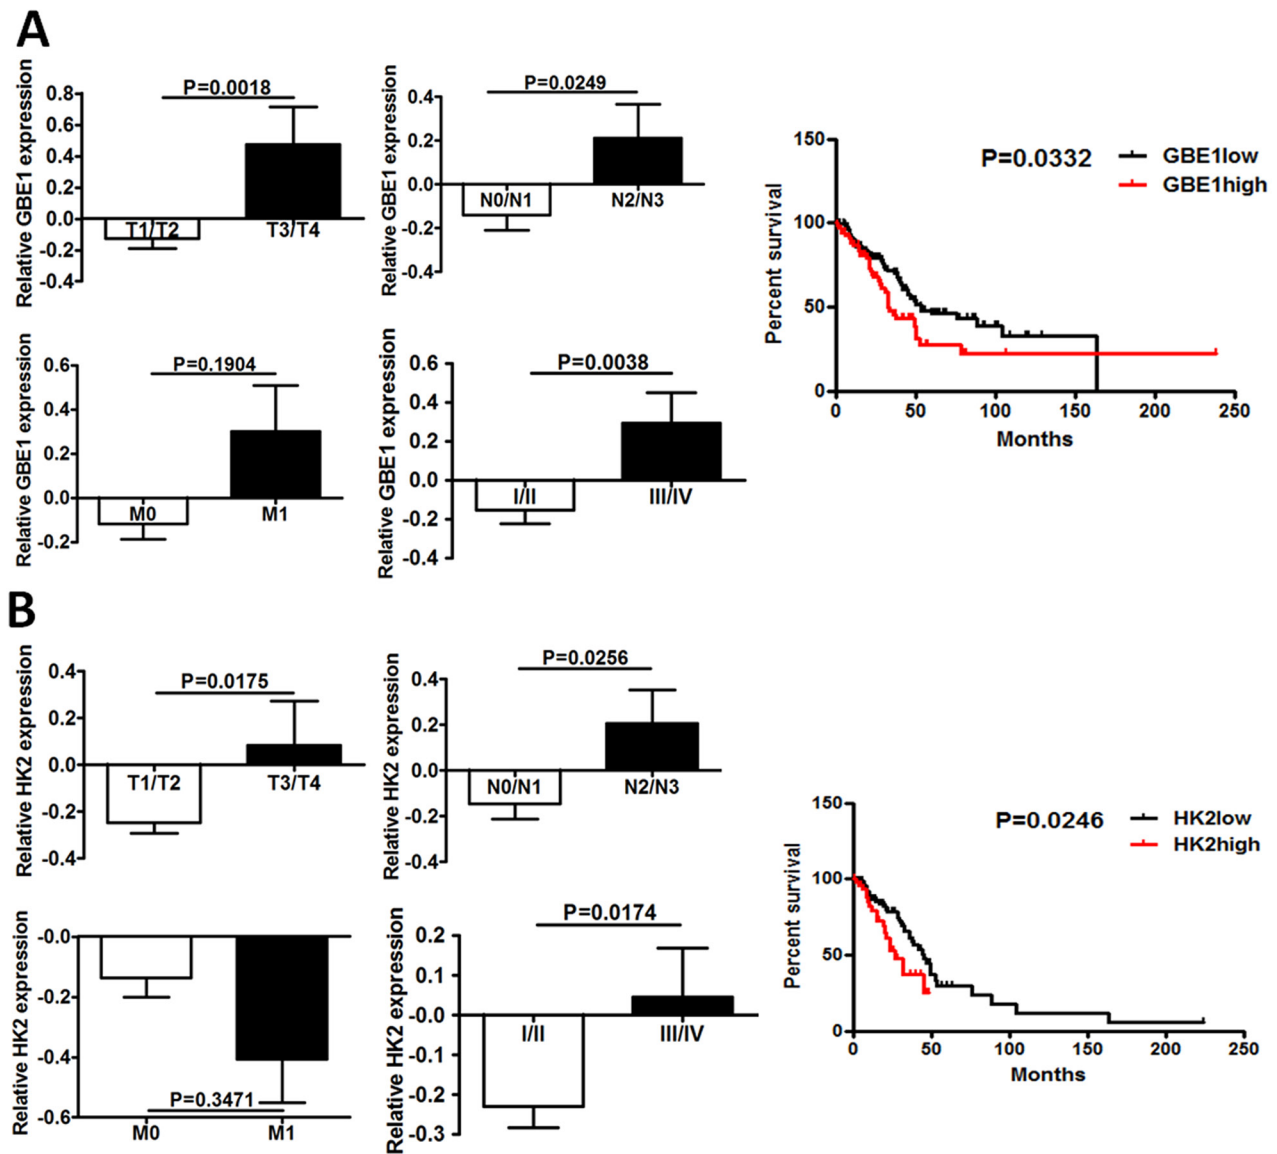 A
Relative GBE1 expression
0.8
0.6
0.4
0.2
0.0
-0.2
-0.4
P=0.0018
T1/T2
T3/T4
Relative GBE1 expression
0.4
0.2
0.0
-0.2
-0.4
P=0.0249
N0/N1
N2/N3
Relative GBE1 expression
0.6
0.4
0.2
0.0
-0.2
P=0.1904
M0
M1
Relative GBE1 expression
0.6
0.4
0.2
0.0
-0.2
-0.4
P=0.0038
I/II
III/IV
Percent survival
150
100
50
0
P=0.0332
GBE1low
GBE1high
0 50 100 150 200 250
Months
B
Relative HK2 expression
0.4
0.2
0.0
-0.2
-0.4
P=0.0175
T1/T2
T3/T4
Relative HK2 expression
0.4
0.2
0.0
-0.2
-0.4
P=0.0256
N0/N1
N2/N3
Relative HK2 expression
-0.0
-0.2
-0.4
-0.6
P=0.3471
M0
M1
Relative HK2 expression
0.2
0.1
-0.0
-0.1
-0.2
-0.3
P=0.0174
I/II
III/IV
Percent survival
150
100
50
0
P=0.0246
HK2low
HK2high
0 50 100 150 200 250
Months